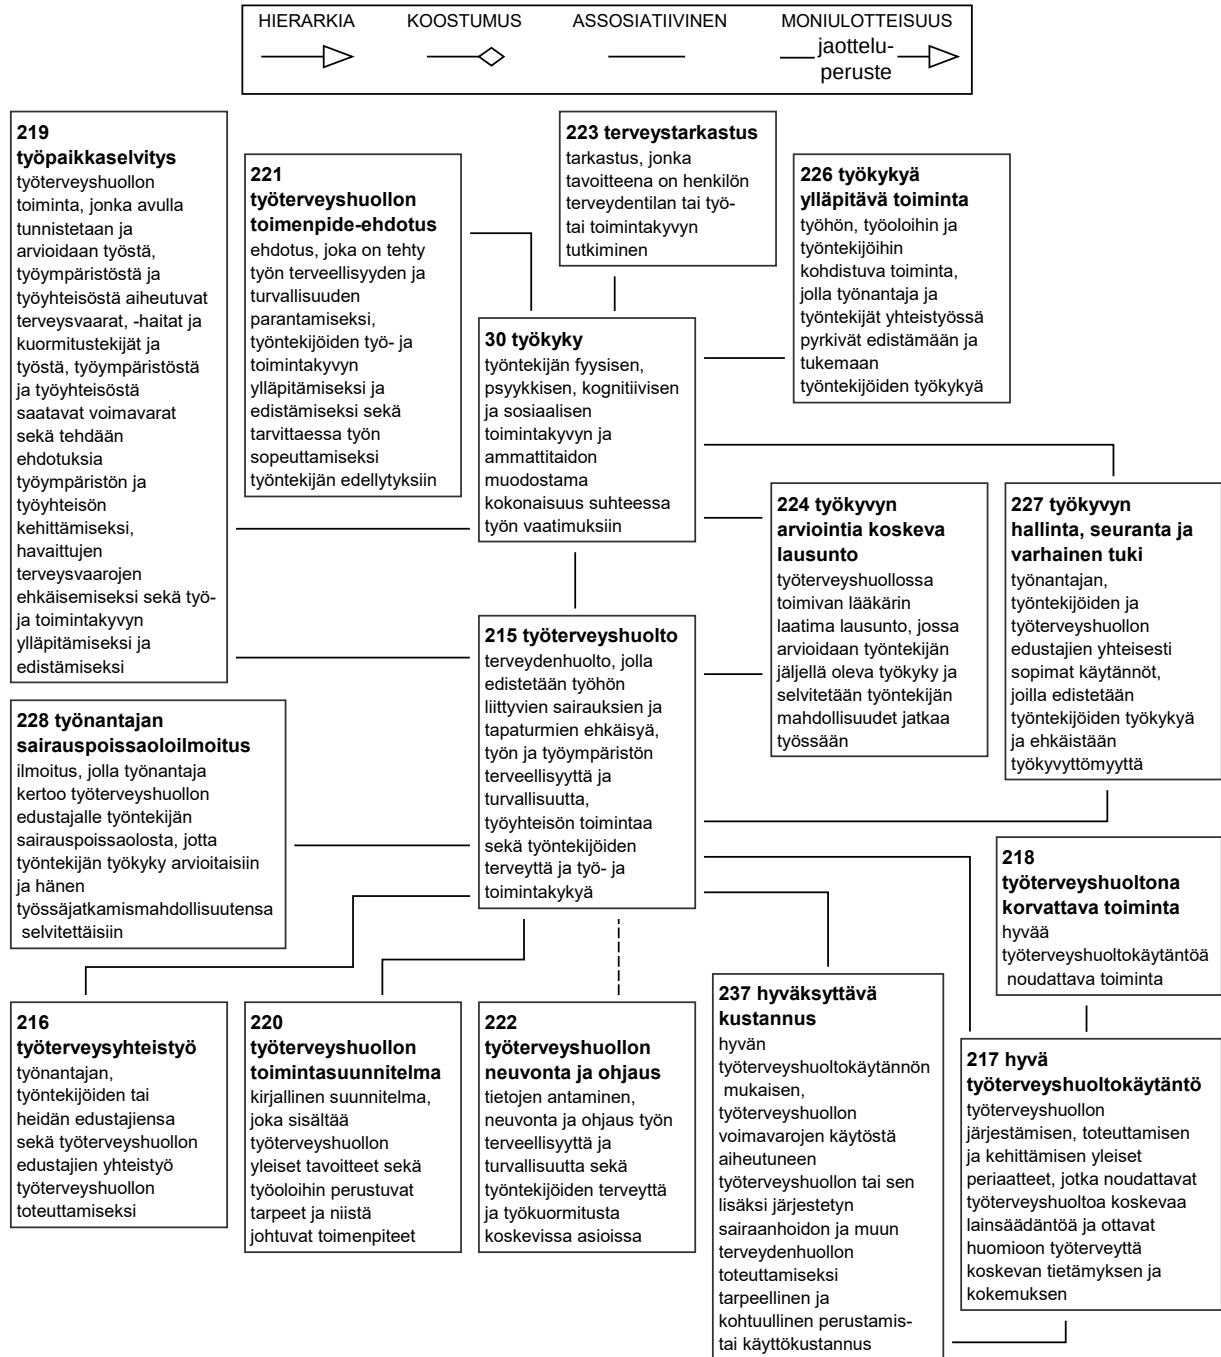 HIERARKIA
KOOSTUMUS
ASSOSIATIIVINEN
MONIULOTTEISUUS
jaottelu-
peruste
219
työpaikkaselvitys
työterveyshuollon
toiminta, jonka avulla
tunnistetaan ja
arvioidaan työstä,
työympäristöstä ja
työyhteisöstä aiheutuvat
terveysvaarat, -haitat ja
kuormitustekijät ja
työstä, työympäristöstä
ja työyhteisöstä
saatavat voimavarat
sekä tehdään
ehdotuksia
työympäristön ja
työyhteisön
kehittämiseksi,
havaittujen
terveysvaarojen
ehkäisemiseksi sekä työ-
ja toimintakyvyn
ylläpitämiseksi ja
edistämiseksi
221
työterveyshuollon
toimenpide-ehdotus
ehdotus, joka on tehty
työn terveellisyyden ja
turvallisuuden
parantamiseksi,
työntekijöiden työ- ja
toimintakyvyn
ylläpitämiseksi ja
edistämiseksi sekä
tarvittaessa työn
sopeuttamiseksi
työntekijän edellytyksiin
223 terveystarkastus
tarkastus, jonka
tavoitteena on henkilön
terveydentilan tai työ-
tai toimintakyvyn
tutkiminen
226 työkykyä
ylläpitävä toiminta
työhön, työoloihin ja
työntekijöihin
kohdistuva toiminta,
jolla työnantaja ja
työntekijät yhteistyössä
pyrkivät edistämään ja
tukemaan
työntekijöiden työkykyä
30 työkyky
työntekijän fyysisen,
psyykkisen, kognitiivisen
ja sosiaalisen
toimintakyvyn ja
ammattitaidon
muodostama
kokonaisuus suhteessa
työn vaatimuksiin
224 työkyvyn
arviointia koskeva
lausunto
työterveyshuollossa
toimivan lääkärin
laatima lausunto, jossa
arvioidaan työntekijän
jäljellä oleva työkyky ja
selvitetään työntekijän
mahdollisuudet jatkaa
työssään
227 työkyvyn
hallinta, seuranta ja
varhainen tuki
työnantajan,
työntekijöiden ja
työterveyshuollon
edustajien yhteisesti
sopimat käytännöt,
joilla edistetään
työntekijöiden työkykyä
ja ehkäistään
työkyvyttömyyttä
215 työterveyshuolto
terveydenhuolto, jolla
edistetään työhön
liittyvien sairauksien ja
tapaturmien ehkäisyä,
työn ja työympäristön
terveellisyyttä ja
turvallisuutta,
työyhteisön toimintaa
sekä työntekijöiden
terveyttä ja työ- ja
toimintakykyä
228 työnantajan
sairauspoissaoloilmoitus
ilmoitus, jolla työnantaja
kertoo työterveyshuollon
edustajalle työntekijän
sairauspoissaolosta, jotta
työntekijän työkyky arvioitaisiin
ja hänen
työssäjatkamismahdollisuutensa
selvitettäisiin
218
työterveyshuoltona
korvattava toiminta
hyvää
työterveyshuoltokäytäntöä
noudattava toiminta
216
työterveysyhteistyö
työnantajan,
työntekijöiden tai
heidän edustajiensa
sekä työterveyshuollon
edustajien yhteistyö
työterveyshuollon
toteuttamiseksi
220
työterveyshuollon
toimintasuunnitelma
kirjallinen suunnitelma,
joka sisältää
työterveyshuollon
yleiset tavoitteet sekä
työoloihin perustuvat
tarpeet ja niistä
johtuvat toimenpiteet
222
työterveyshuollon
neuvonta ja ohjaus
tietojen antaminen,
neuvonta ja ohjaus työn
terveellisyyttä ja
turvallisuutta sekä
työntekijöiden terveyttä
ja työkuormitusta
koskevissa asioissa
237 hyväksyttävä
kustannus
hyvän
työterveyshuoltokäytännön
mukaisen,
työterveyshuollon
voimavarojen käytöstä
aiheutuneen
työterveyshuollon tai sen
lisäksi järjestetyn
sairaanhoidon ja muun
terveydenhuollon
toteuttamiseksi
tarpeellinen ja
kohtuullinen perustamis-
tai käyttökustannus
217 hyvä
työterveyshuoltokäytäntö
työterveyshuollon
järjestämisen, toteuttamisen
ja kehittämisen yleiset
periaatteet, jotka noudattavat
työterveyshuoltoa koskevaa
lainsäädäntöä ja ottavat
huomioon työterveyttä
koskevan tietämyksen ja
kokemuksen